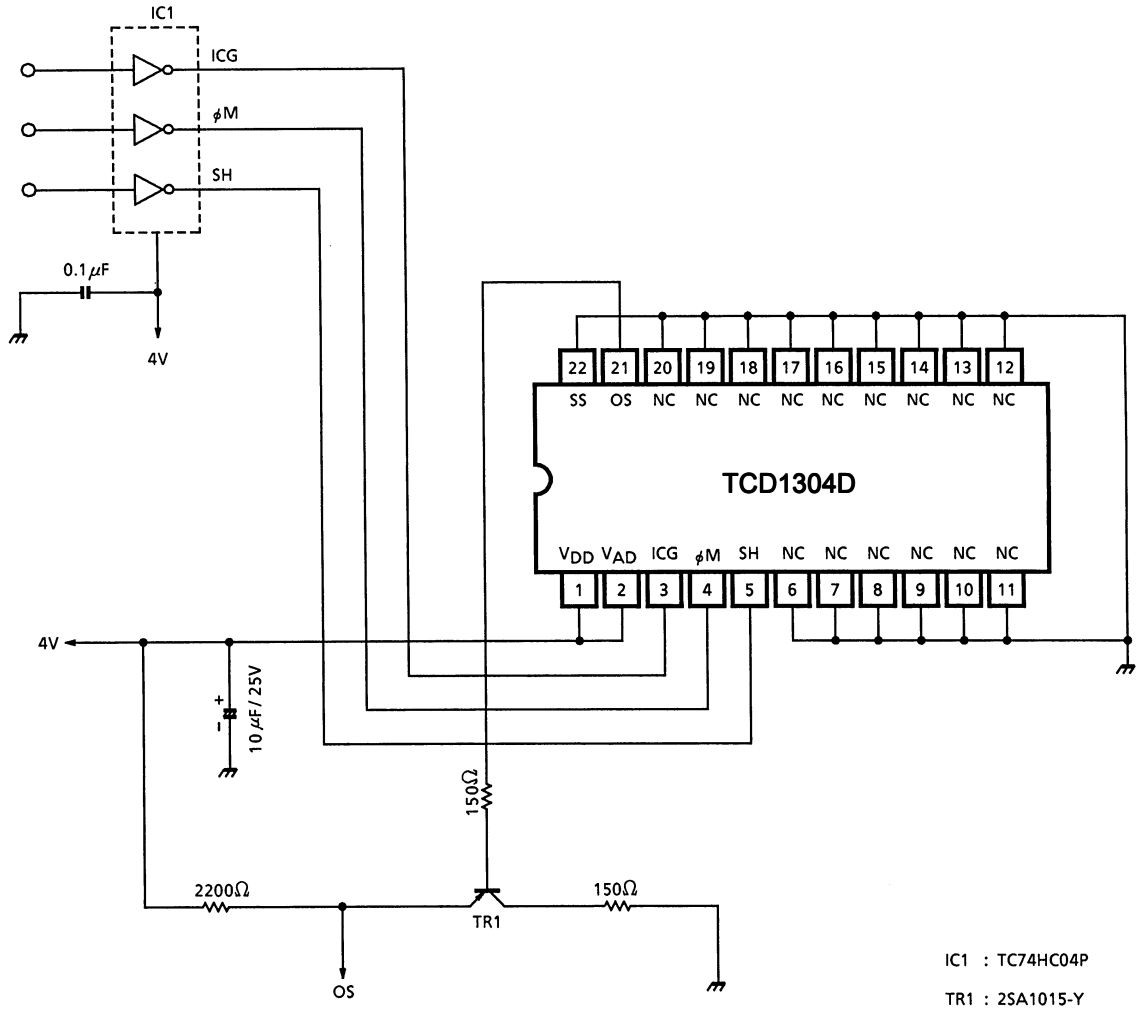 IC1
ICG
φM
SH
0.1μF
4V
22 21 20 19 18 17 16 15 14 13 12
SS OS NC NC NC NC NC NC NC NC NC
TCD1304D
VDD VAD ICG φM SH NC NC NC NC NC NC
1 2 3 4 5 6 7 8 9 10 11
4V
+
-
10μF/25V
150Ω
2200Ω
150Ω
TR1
OS
IC1 : TC74HC04P
TR1 : 2SA1015-Y